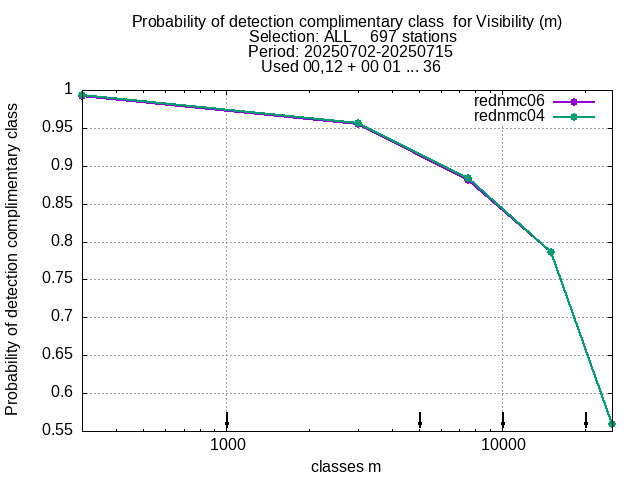 Probability of detection complimentary class  for Visibility (m)
Selection: ALL    697 stations
Period: 20250702-20250715
Used 00,12 + 00 01 ... 36
rednmc06
rednmc04
Probability of detection complimentary class
1
0.95
0.9
0.85
0.8
0.75
0.7
0.65
0.6
0.55
1000
10000
classes m